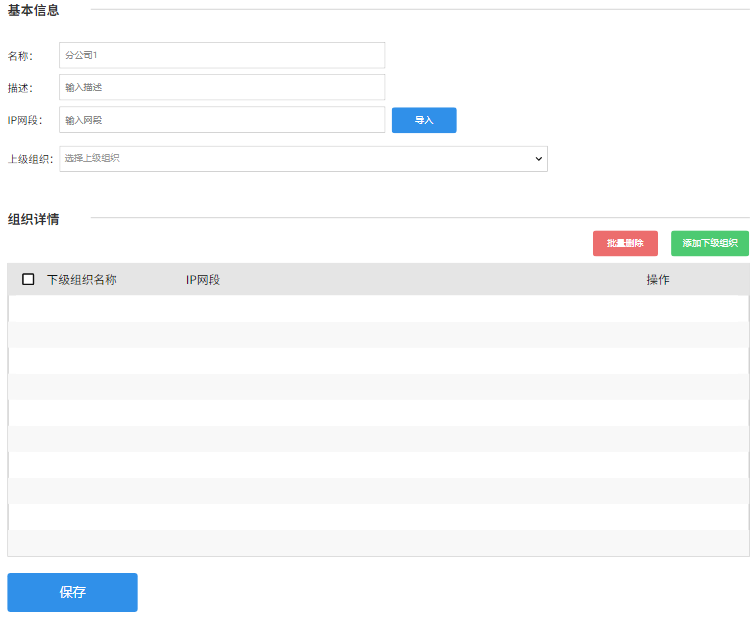 基本信息
名称： 分公司1
描述： 输入描述
IP网段： 输入网段 导入
上级组织： 选择上级组织
组织详情
批量删除 添加下级组织
下级组织名称 IP网段 操作
保存